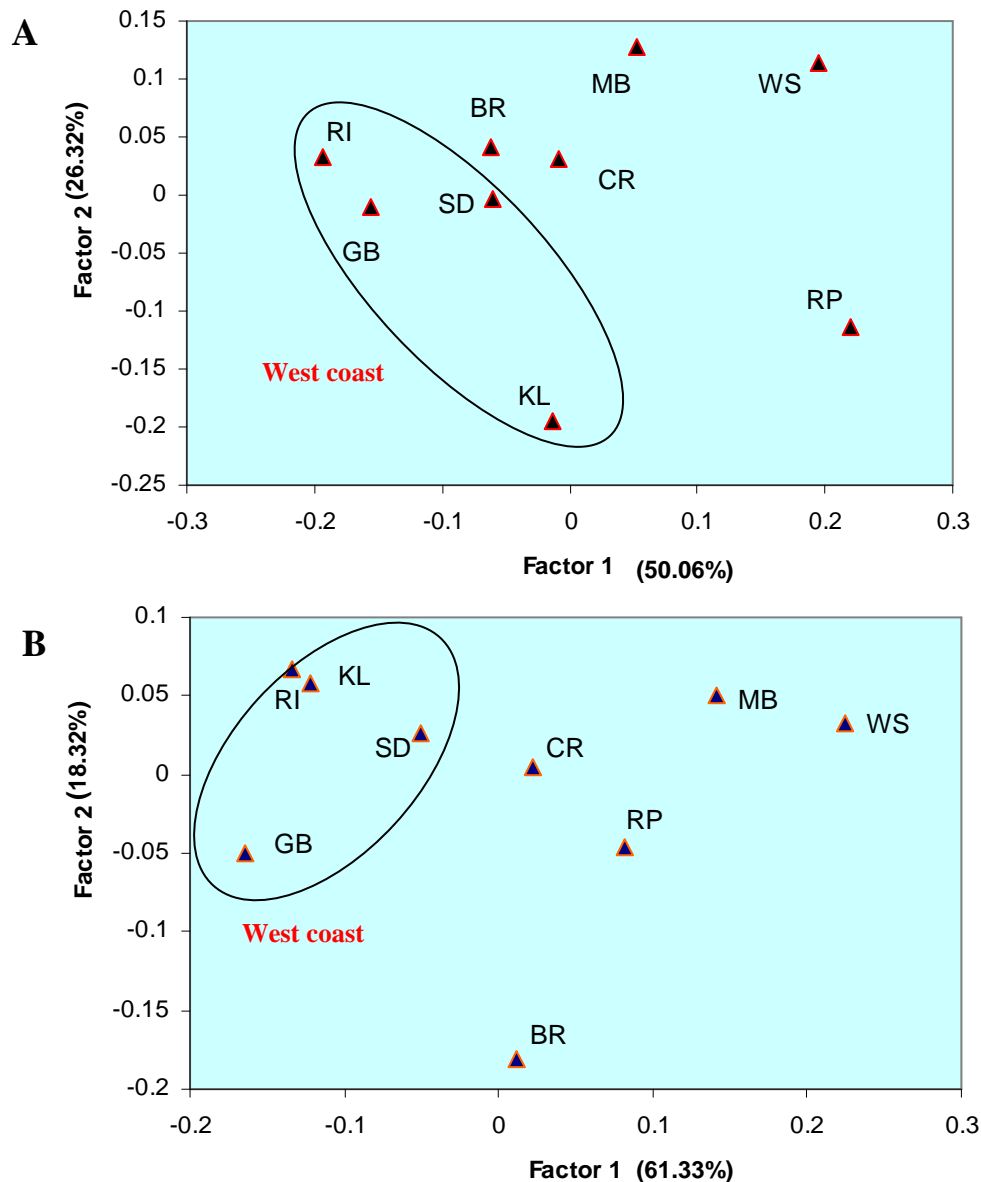 A
0.15
0.1
0.05
0
-0.05
-0.1
-0.15
-0.2
-0.25
Factor 2 (26.32%)
MB
WS
BR
RI
CR
SD
GB
RP
West coast
KL
-0.3
-0.2
-0.1
0
0.1
0.2
0.3
Factor 1 (50.06%)
B
0.1
0.05
0
-0.05
-0.1
-0.15
-0.2
Factor 2 (18.32%)
KL
RI
MB
WS
SD
CR
RP
GB
West coast
BR
-0.2
-0.1
0
0.1
0.2
0.3
Factor 1 (61.33%)